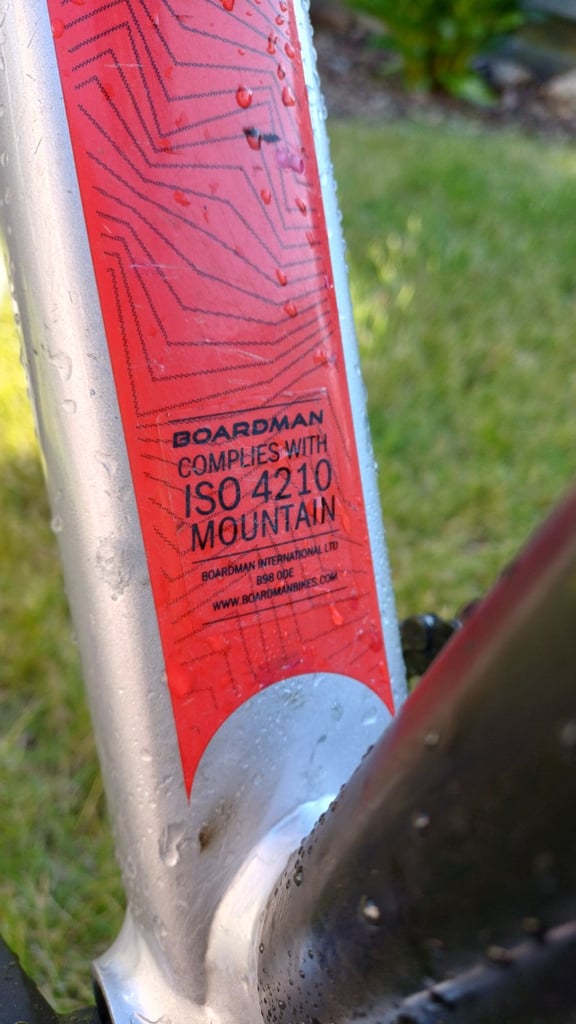 BOARDMAN
COMPLIES WITH
ISO 4210
MOUNTAIN
BOARDMAN INTERNATIONAL LTD
B98 0DE
WWW.BOARDMANBIKES.COM